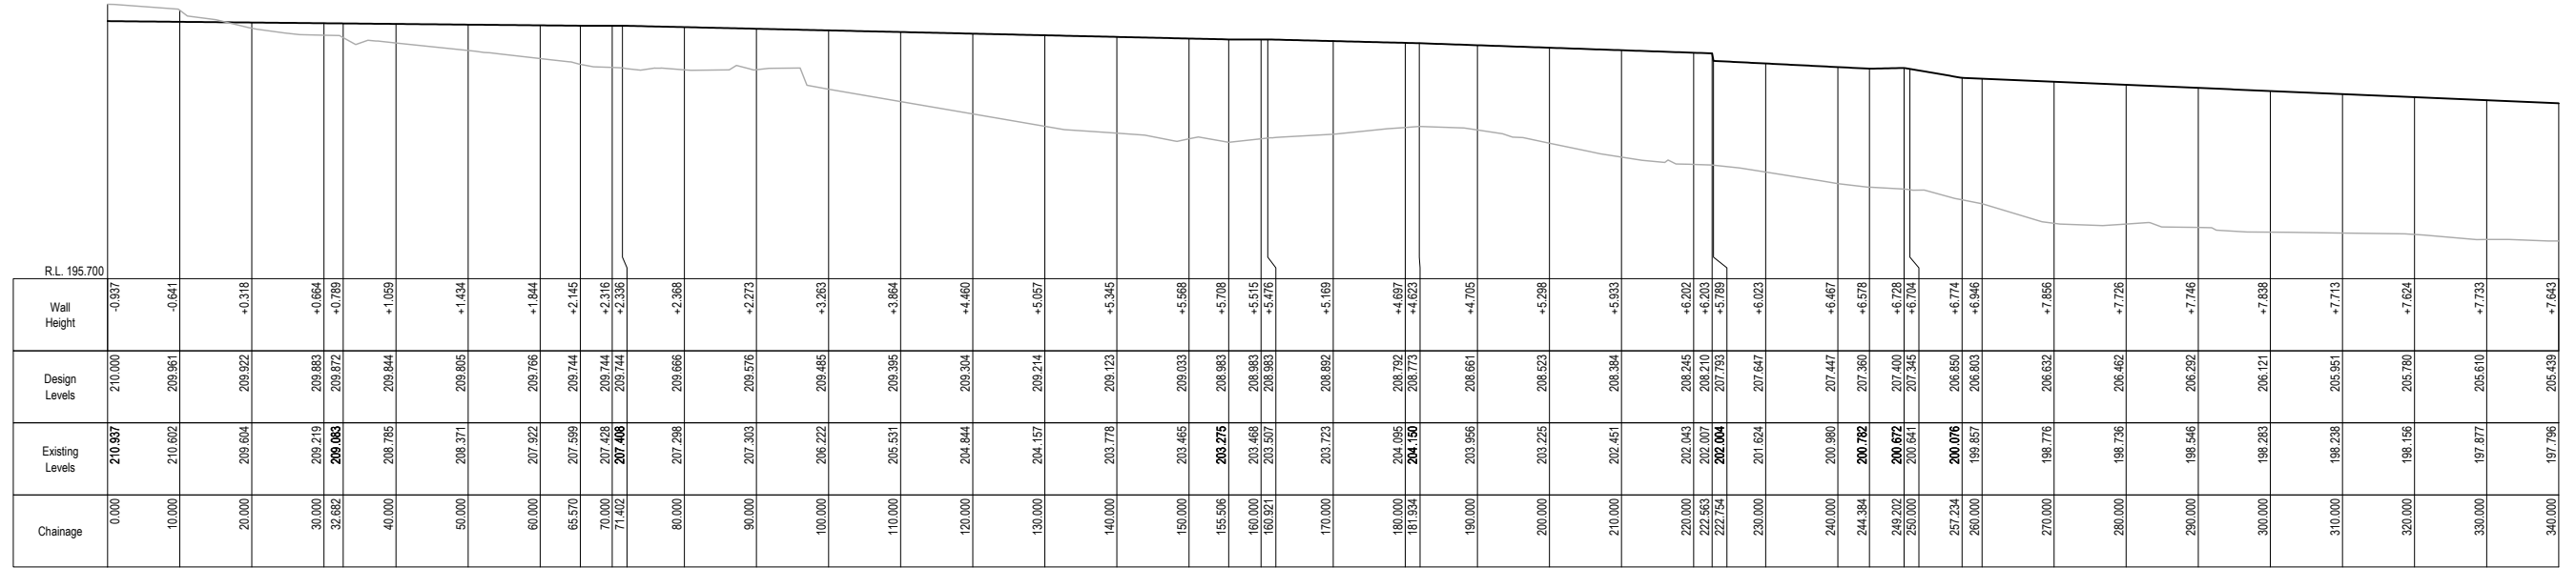 R.L. 195.700
Wall
Height
-0.937 -0.641 +0.318 +0.664 +0.789 +1.059 +1.434 +1.844 +2.145 +2.316 +2.336 +2.368 +2.273 +3.263 +3.864 +4.460 +5.057 +5.345 +5.568 +5.708 +5.515 +5.476 +5.169 +4.697 +4.623 +4.705 +5.298 +5.933 +6.202 +6.203 +5.789 +6.023 +6.467 +6.578 +6.728 +6.704 +6.774 +6.946 +7.856 +7.726 +7.746 +7.838 +7.713 +7.624 +7.733 +7.643
Design
Levels
210.000 209.961 209.922 209.883 209.872 209.844 209.805 209.766 209.744 209.744 209.744 209.666 209.576 209.485 209.395 209.304 209.214 209.123 209.033 208.983 208.983 208.983 208.892 208.792 208.773 208.661 208.523 208.384 208.245 208.210 207.793 207.647 207.447 207.360 207.400 207.345 206.850 206.803 206.632 206.462 206.292 206.121 205.951 205.780 205.610 205.439
Existing
Levels
210.937 210.602 209.604 209.219 209.083 208.785 208.371 207.922 207.599 207.428 207.408 207.298 207.303 206.222 205.531 204.844 204.157 203.778 203.465 203.275 203.468 203.507 203.723 204.095 204.150 203.956 203.225 202.451 202.043 202.007 202.004 201.624 200.980 200.782 200.672 200.641 200.076 199.857 198.776 198.736 198.546 198.283 198.238 198.156 197.877 197.796
Chainage
0.000 10.000 20.000 30.000 32.682 40.000 50.000 60.000 65.570 70.000 71.402 80.000 90.000 100.000 110.000 120.000 130.000 140.000 150.000 155.506 160.000 160.921 170.000 180.000 181.934 190.000 200.000 210.000 220.000 222.563 222.754 230.000 240.000 244.384 249.202 250.000 257.234 260.000 270.000 280.000 290.000 300.000 310.000 320.000 330.000 340.000